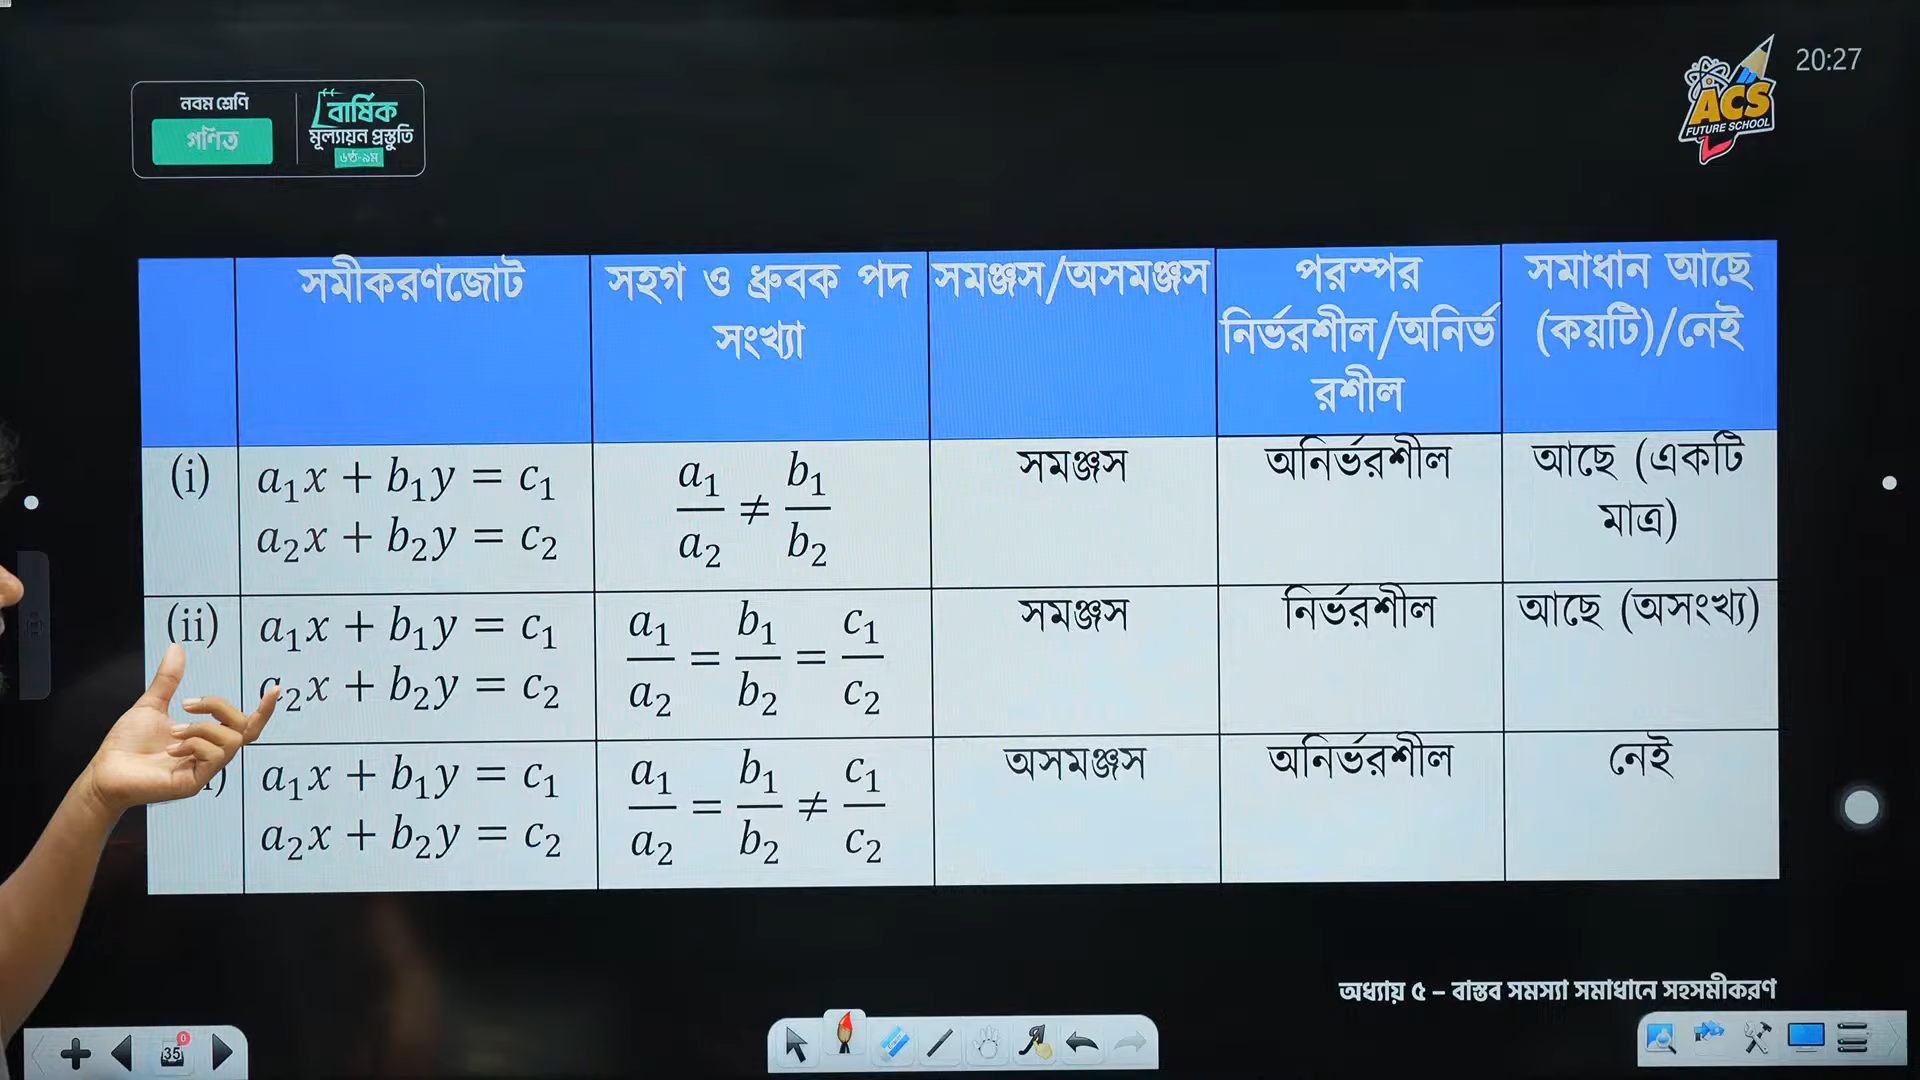 নবম শ্রেণি
গণিত
বার্ষিক
মূল্যায়ন প্রস্তুতি
৬ষ্ঠ-৯ম
ACS
FUTURE SCHOOL
20:27
সমীকরণজোট
সহগ ও ধ্রুবক পদ
সংখ্যা
সমঞ্জস/অসমঞ্জস
পরস্পর
নির্ভরশীল/অনির্ভ
রশীল
সমাধান আছে
(কয়টি)/নেই
(i)
a₁x + b₁y = c₁
a₂x + b₂y = c₂
a₁/a₂ ≠ b₁/b₂
সমঞ্জস
অনির্ভরশীল
আছে (একটি
মাত্র)
(ii)
a₁x + b₁y = c₁
₂x + b₂y = c₂
a₁/a₂ = b₁/b₂ = c₁/c₂
সমঞ্জস
নির্ভরশীল
আছে (অসংখ্য)
a₁x + b₁y = c₁
a₂x + b₂y = c₂
a₁/a₂ = b₁/b₂ ≠ c₁/c₂
অসমঞ্জস
অনির্ভরশীল
নেই
অধ্যায় ৫ – বাস্তব সমস্যা সমাধানে সহসমীকরণ
35
0